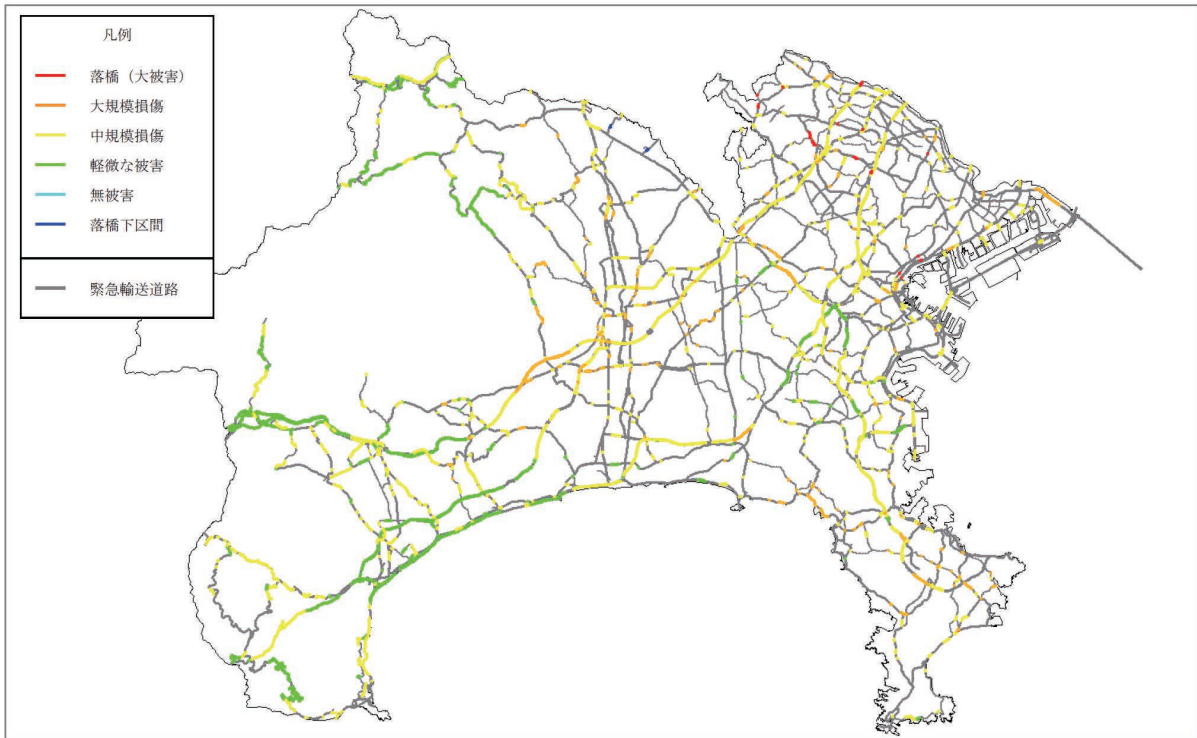 凡例
落橋（大被害）
大規模損傷
中規模損傷
軽微な被害
無被害
落橋下区間
緊急輸送道路